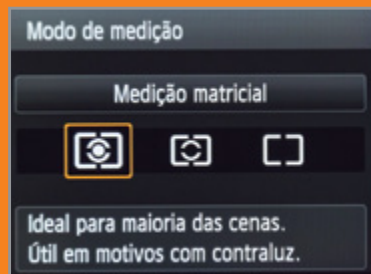 Modo de medição
Medição matricial
Ideal para maioria das cenas.
Útil em motivos com contraluz.